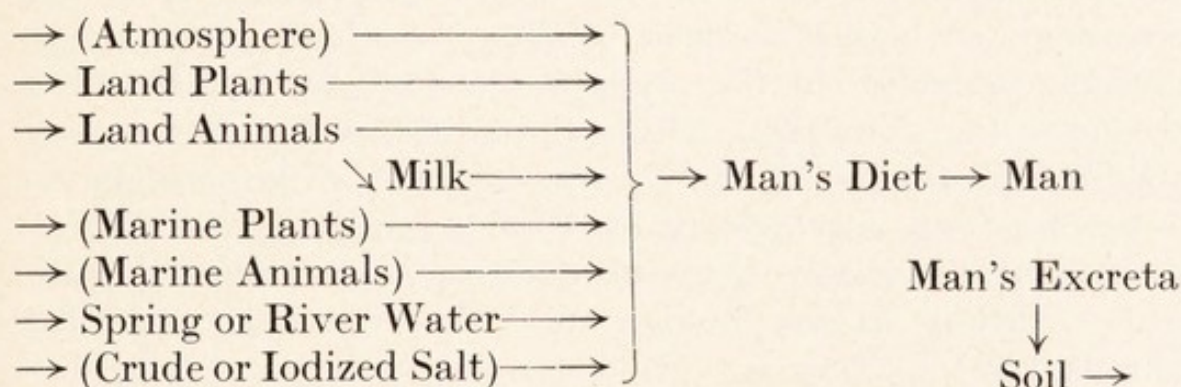 → (Atmosphere) →
→ Land Plants →
→ Land Animals →
↘ Milk → → Man's Diet → Man
→ (Marine Plants) →
→ (Marine Animals) →
Man's Excreta
→ Spring or River Water →
↓
→ (Crude or Iodized Salt) →
Soil →